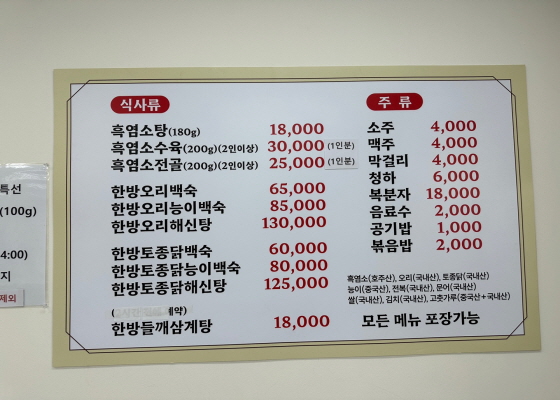 특선
(100g)
4:00)
지
제외
식사류
흑염소탕(180g) 18,000
흑염소수육(200g)(2인이상) 30,000 (1인분)
흑염소전골(200g)(2인이상) 25,000 (1인분)
한방오리백숙 65,000
한방오리능이백숙 85,000
한방오리해신탕 130,000
한방토종닭백숙 60,000
한방토종닭능이백숙 80,000
한방토종닭해신탕 125,000
예약)
한방들깨삼계탕 18,000
주 류
소주 4,000
맥주 4,000
막걸리 4,000
청하 6,000
복분자 18,000
음료수 2,000
공기밥 1,000
볶음밥 2,000
흑염소(호주산), 오리(국내산), 토종닭(국내산)
능이(중국산), 전복(국내산), 문어(국내산)
쌀(국내산), 김치(국내산), 고춧가루(중국산+국내산)
모든 메뉴 포장가능